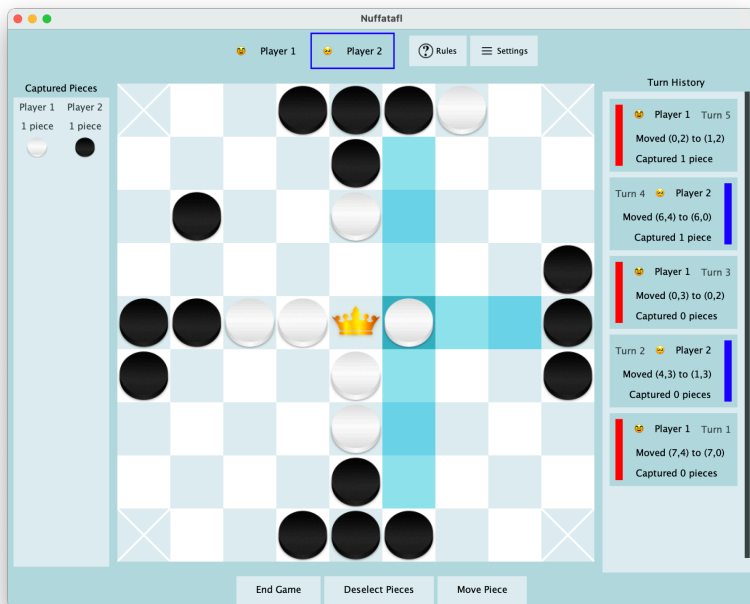 Nuffatafl
Player 1
Player 2
Rules
Settings
Captured Pieces
Player 1 Player 2
1 piece 1 piece
Turn History
Player 1 Turn 5
Moved (0,2) to (1,2)
Captured 1 piece
Turn 4 Player 2
Moved (6,4) to (6,0)
Captured 1 piece
Player 1 Turn 3
Moved (0,3) to (0,2)
Captured 0 pieces
Turn 2 Player 2
Moved (4,3) to (1,3)
Captured 0 pieces
Player 1 Turn 1
Moved (7,4) to (7,0)
Captured 0 pieces
End Game
Deselect Pieces
Move Piece